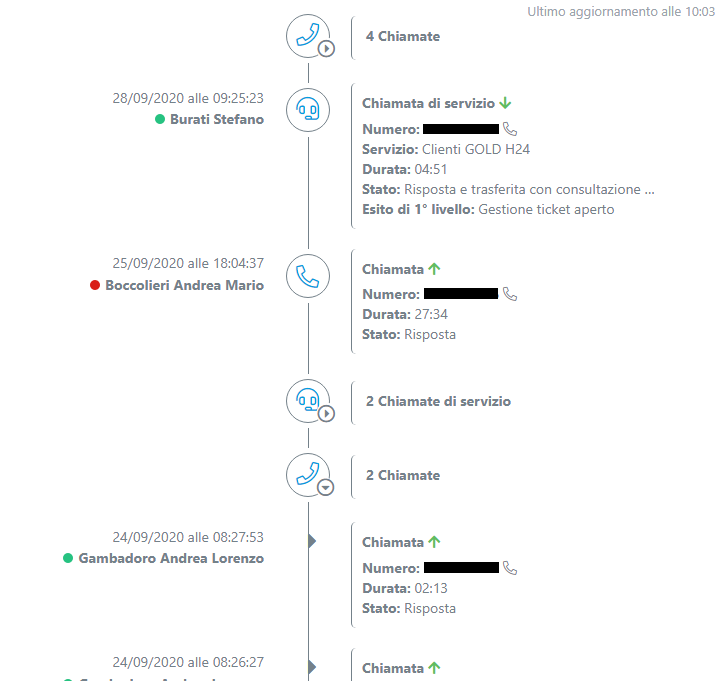 Ultimo aggiornamento alle 10:03
4 Chiamate
28/09/2020 alle 09:25:23
Burati Stefano
Chiamata di servizio
Numero:
Servizio: Clienti GOLD H24
Durata: 04:51
Stato: Risposta e trasferita con consultazione ...
Esito di 1° livello: Gestione ticket aperto
25/09/2020 alle 18:04:37
Boccolieri Andrea Mario
Chiamata
Numero:
Durata: 27:34
Stato: Risposta
2 Chiamate di servizio
2 Chiamate
24/09/2020 alle 08:27:53
Gambadoro Andrea Lorenzo
Chiamata
Numero:
Durata: 02:13
Stato: Risposta
24/09/2020 alle 08:26:27
Chiamata